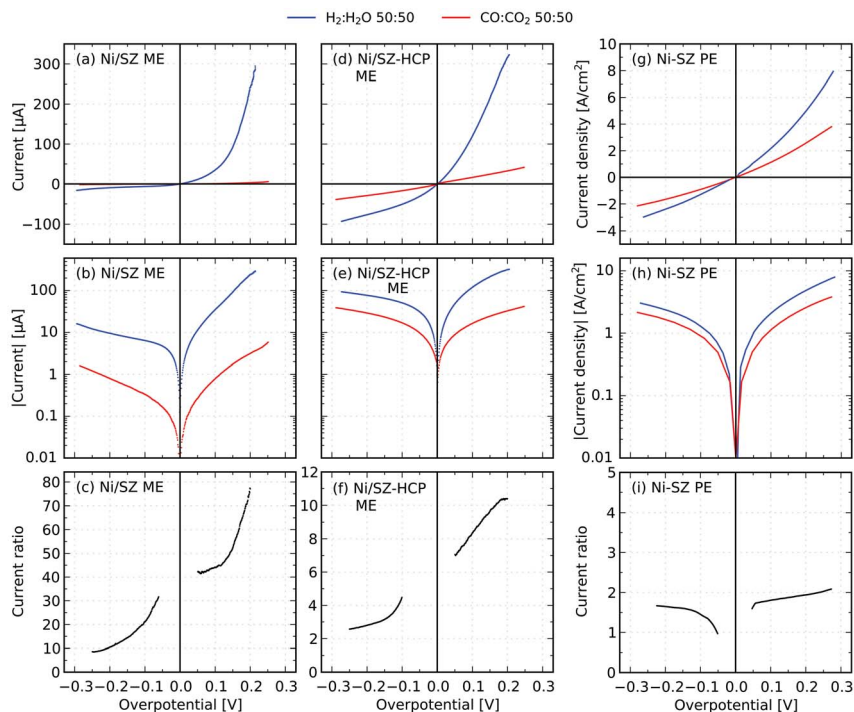 H₂:H₂O 50:50 CO:CO₂ 50:50
(a) Ni/SZ ME
Current [µA]
300
200
100
0
−100
(d) Ni/SZ-HCP
ME
300
200
100
0
−100
(g) Ni-SZ PE
Current density [A/cm²]
10
8
6
4
2
0
−2
−4
(b) Ni/SZ ME
|Current| [µA]
100
10
1
0.1
0.01
(e) Ni/SZ-HCP
ME
(h) Ni-SZ PE
|Current density| [A/cm²]
10
1
0.1
0.01
(c) Ni/SZ ME
Current ratio
80
70
60
50
40
30
20
10
0
−0.3 −0.2 −0.1 0.0 0.1 0.2 0.3
Overpotential [V]
(f) Ni/SZ-HCP
ME
12
10
8
6
4
2
0
−0.3 −0.2 −0.1 0.0 0.1 0.2 0.3
Overpotential [V]
(i) Ni-SZ PE
Current ratio
5
4
3
2
1
0
−0.3 −0.2 −0.1 0.0 0.1 0.2 0.3
Overpotential [V]